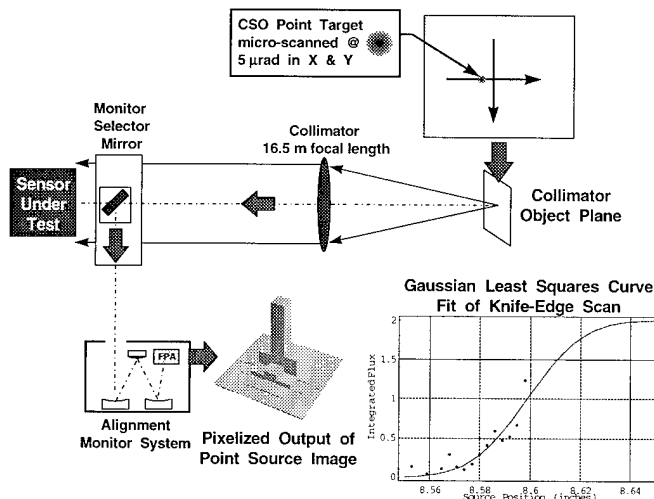 CSO Point Target
micro-scanned @
5 μrad in X & Y
Monitor
Selector
Mirror
Collimator
16.5 m focal length
Sensor
Under
Test
Collimator
Object Plane
Gaussian Least Squares Curve
Fit of Knife-Edge Scan
2
1.5
1
0.5
0
Integrated Flux
8.56
8.58
8.6
8.62
8.64
Source Position (inches)
FPA
Alignment
Monitor System
Pixelized Output of
Point Source Image